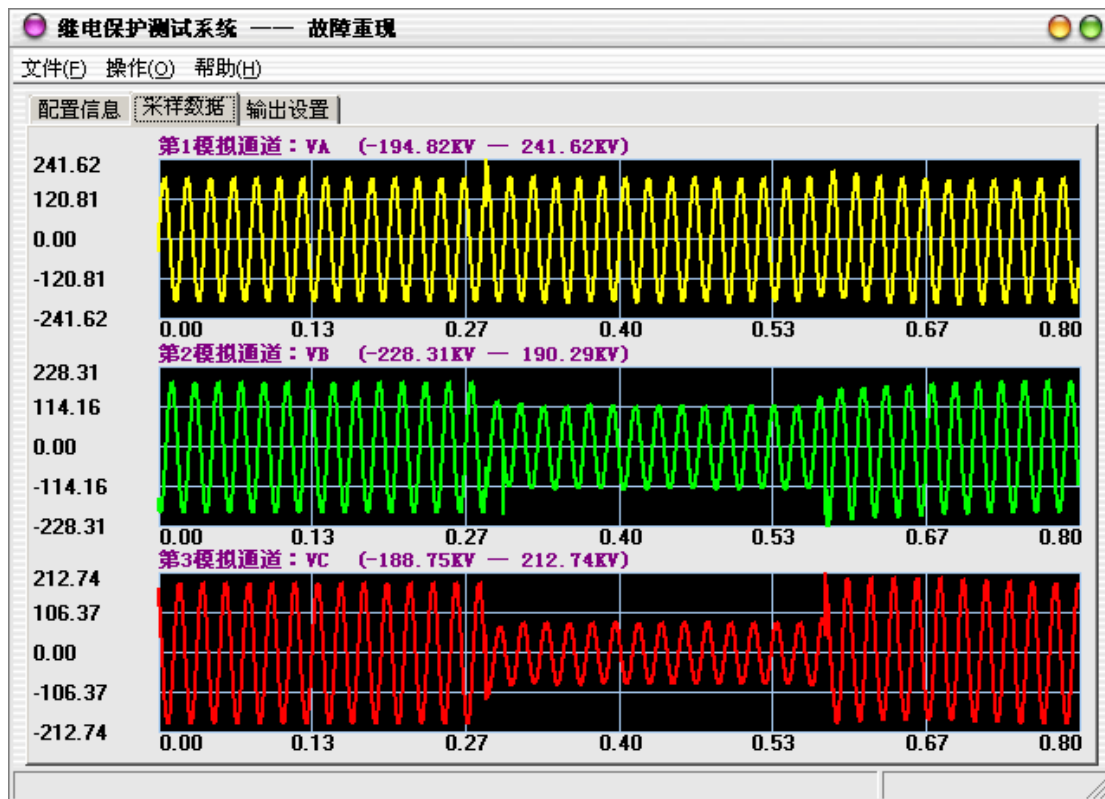 继电保护测试系统 —— 故障重现
文件(F) 操作(O) 帮助(H)
配置信息 采样数据 输出设置
第1模拟通道：VA (-194.82KV — 241.62KV)
241.62
120.81
0.00
-120.81
-241.62
0.00 0.13 0.27 0.40 0.53 0.67 0.80
第2模拟通道：VB (-228.31KV — 190.29KV)
228.31
114.16
0.00
-114.16
-228.31
0.00 0.13 0.27 0.40 0.53 0.67 0.80
第3模拟通道：VC (-188.75KV — 212.74KV)
212.74
106.37
0.00
-106.37
-212.74
0.00 0.13 0.27 0.40 0.53 0.67 0.80